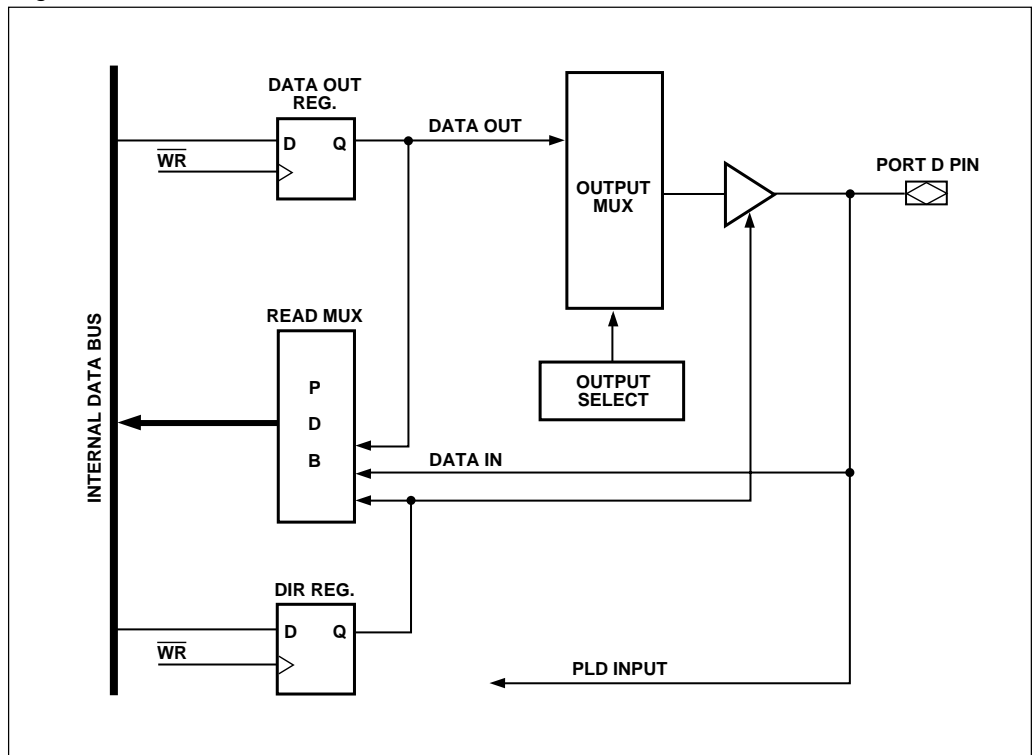 DATA OUT
REG.
D Q
WR
DATA OUT
OUTPUT
MUX
PORT D PIN
READ MUX
P
D
B
OUTPUT
SELECT
DATA IN
INTERNAL DATA BUS
DIR REG.
D Q
WR
PLD INPUT